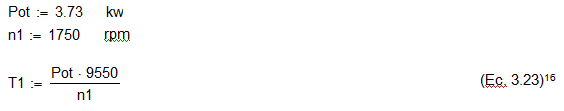 Pot := 3.73 kw
n1 := 1750 rpm
T1 := Pot · 9550 / n1 (Ec. 3.23)16